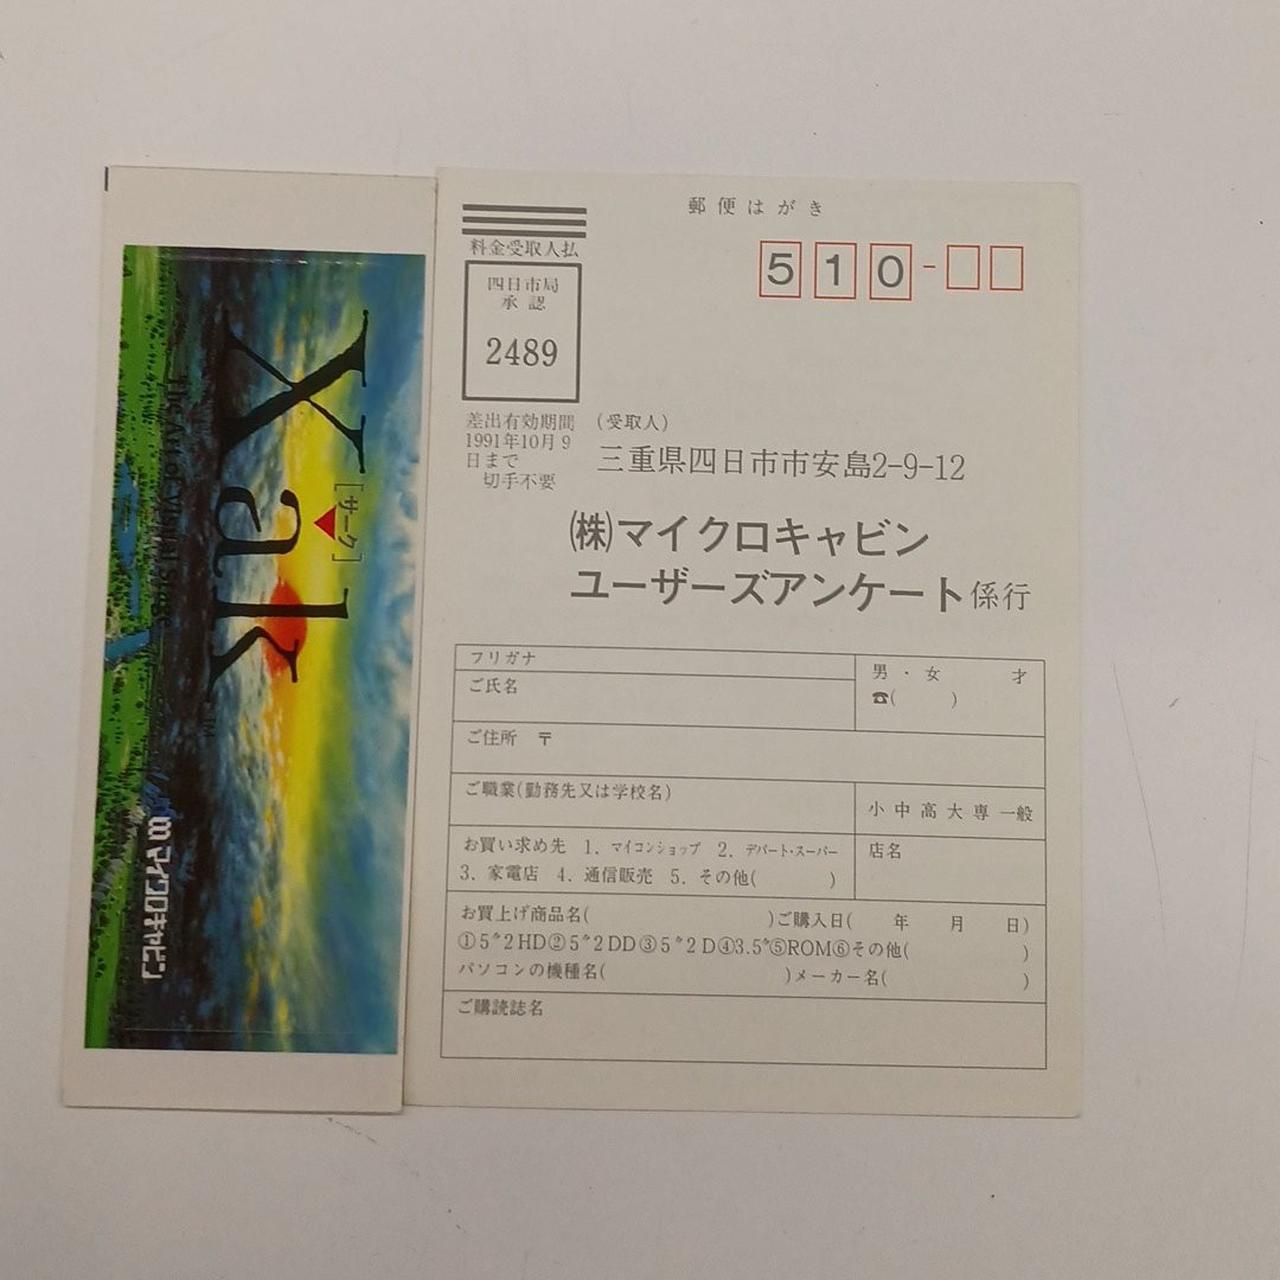 Xak
[サーク]
The Art of Visual Stage
TM
マイクロキャビン
郵便はがき
料金受取人払
四日市局
承認
2489
510-
差出有効期間
1991年10月9
日まで
切手不要
(受取人)
三重県四日市市安島2-9-12
(株)マイクロキャビン
ユーザーズアンケート係行
フリガナ
ご氏名
男・女 才
☎( )
ご住所 〒
ご職業(勤務先又は学校名)
小中高大専一般
お買い求め先 1. マイコンショップ 2. デパート・スーパー
3. 家電店 4. 通信販売 5. その他( )
店名
お買上げ商品名( )ご購入日( 年 月 日)
①5"2HD②5"2DD③5"2D④3.5"⑤ROM⑥その他( )
パソコンの機種名( )メーカー名( )
ご購読誌名